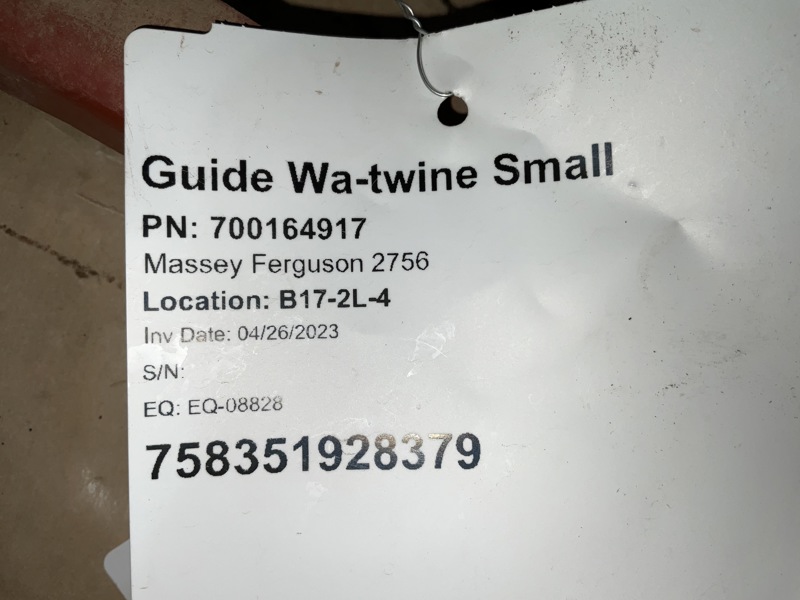 Guide Wa-twine Small
PN: 700164917
Massey Ferguson 2756
Location: B17-2L-4
Inv Date: 04/26/2023
S/N:
EQ: EQ-08828
758351928379